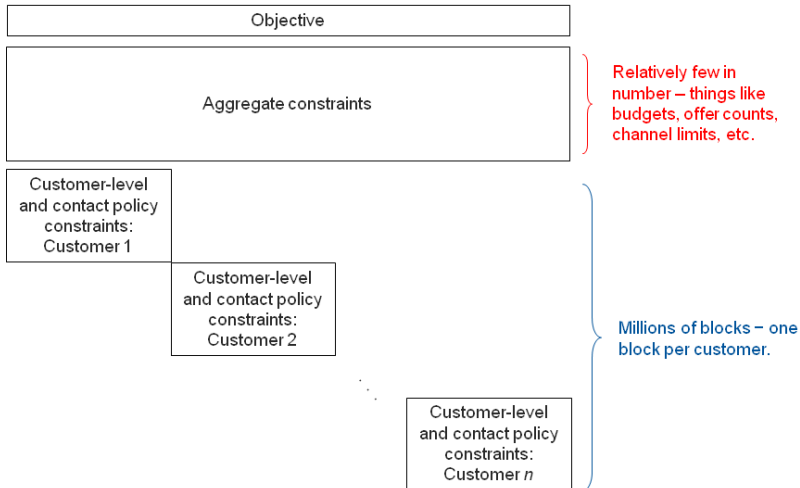 Objective
Aggregate constraints
Relatively few in
number – things like
budgets, offer counts,
channel limits, etc.
Customer-level
and contact policy
constraints:
Customer 1
Customer-level
and contact policy
constraints:
Customer 2
Millions of blocks – one
block per customer.
Customer-level
and contact policy
constraints:
Customer n